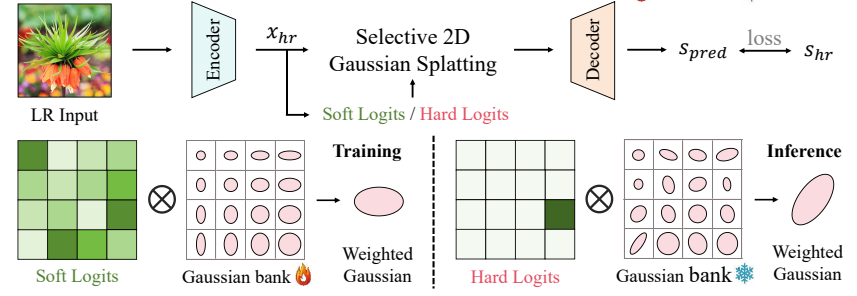 Encoder
x_hr
Selective 2D
Gaussian Splatting
Decoder
s_pred
loss
s_hr
LR Input
Soft Logits / Hard Logits
Training
Inference
Weighted
Gaussian
Weighted
Gaussian
Soft Logits
Gaussian bank
Hard Logits
Gaussian bank